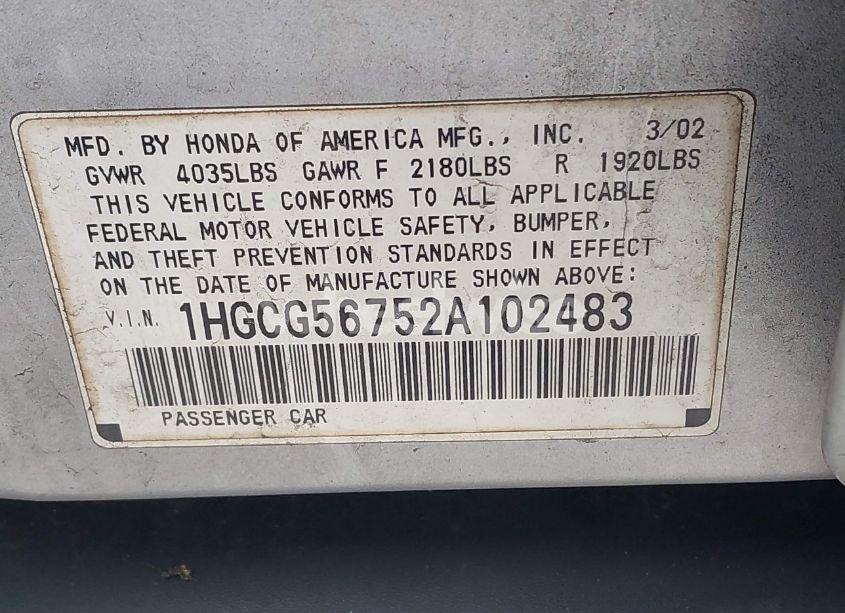 MFD. BY HONDA OF AMERICA MFG., INC. 3/02
GVWR 4035LBS GAWR F 2180LBS R 1920LBS
THIS VEHICLE CONFORMS TO ALL APPLICABLE
FEDERAL MOTOR VEHICLE SAFETY, BUMPER,
AND THEFT PREVENTION STANDARDS IN EFFECT
ON THE DATE OF MANUFACTURE SHOWN ABOVE:
V.I.N. 1HGCG56752A102483
PASSENGER CAR